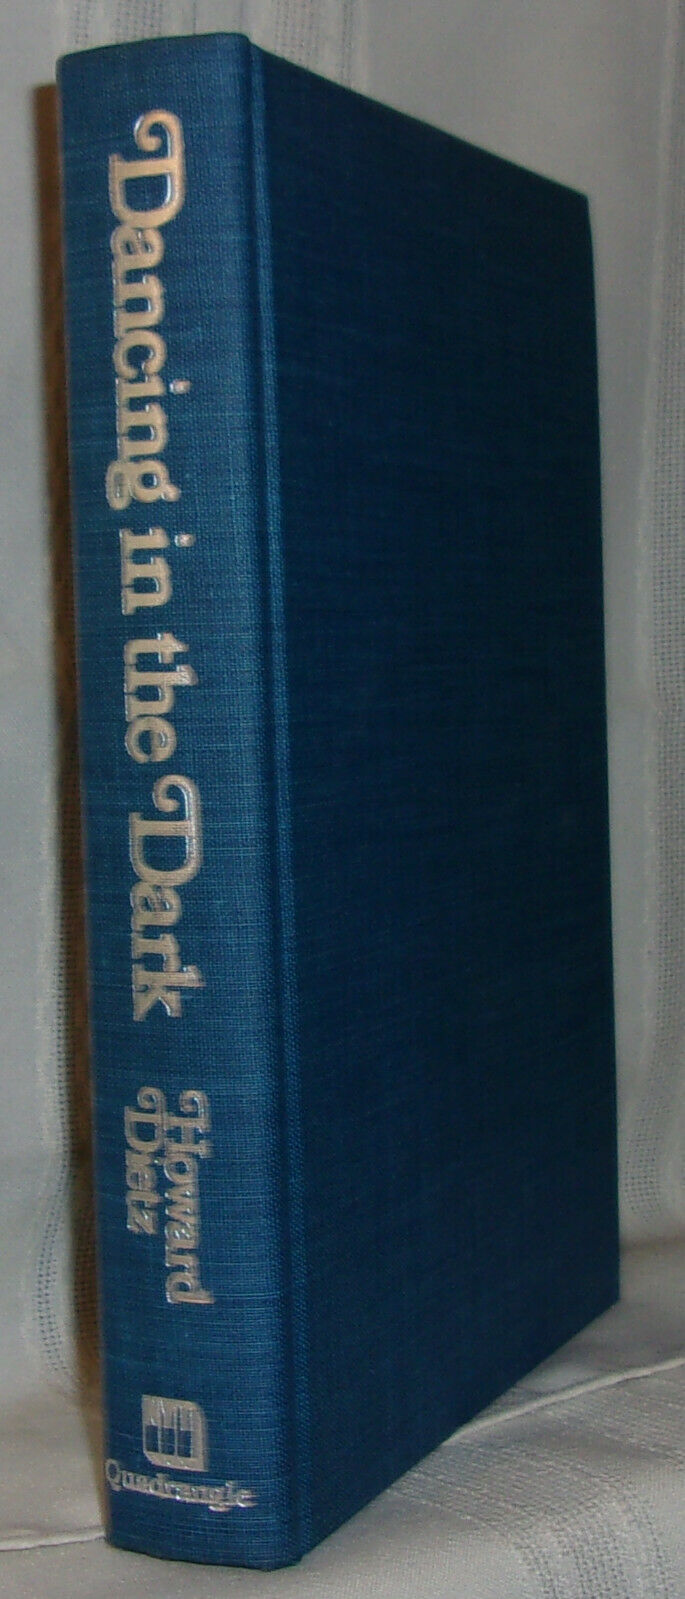 Dancing in the Dark
Howard
Dietz
Quadrangle